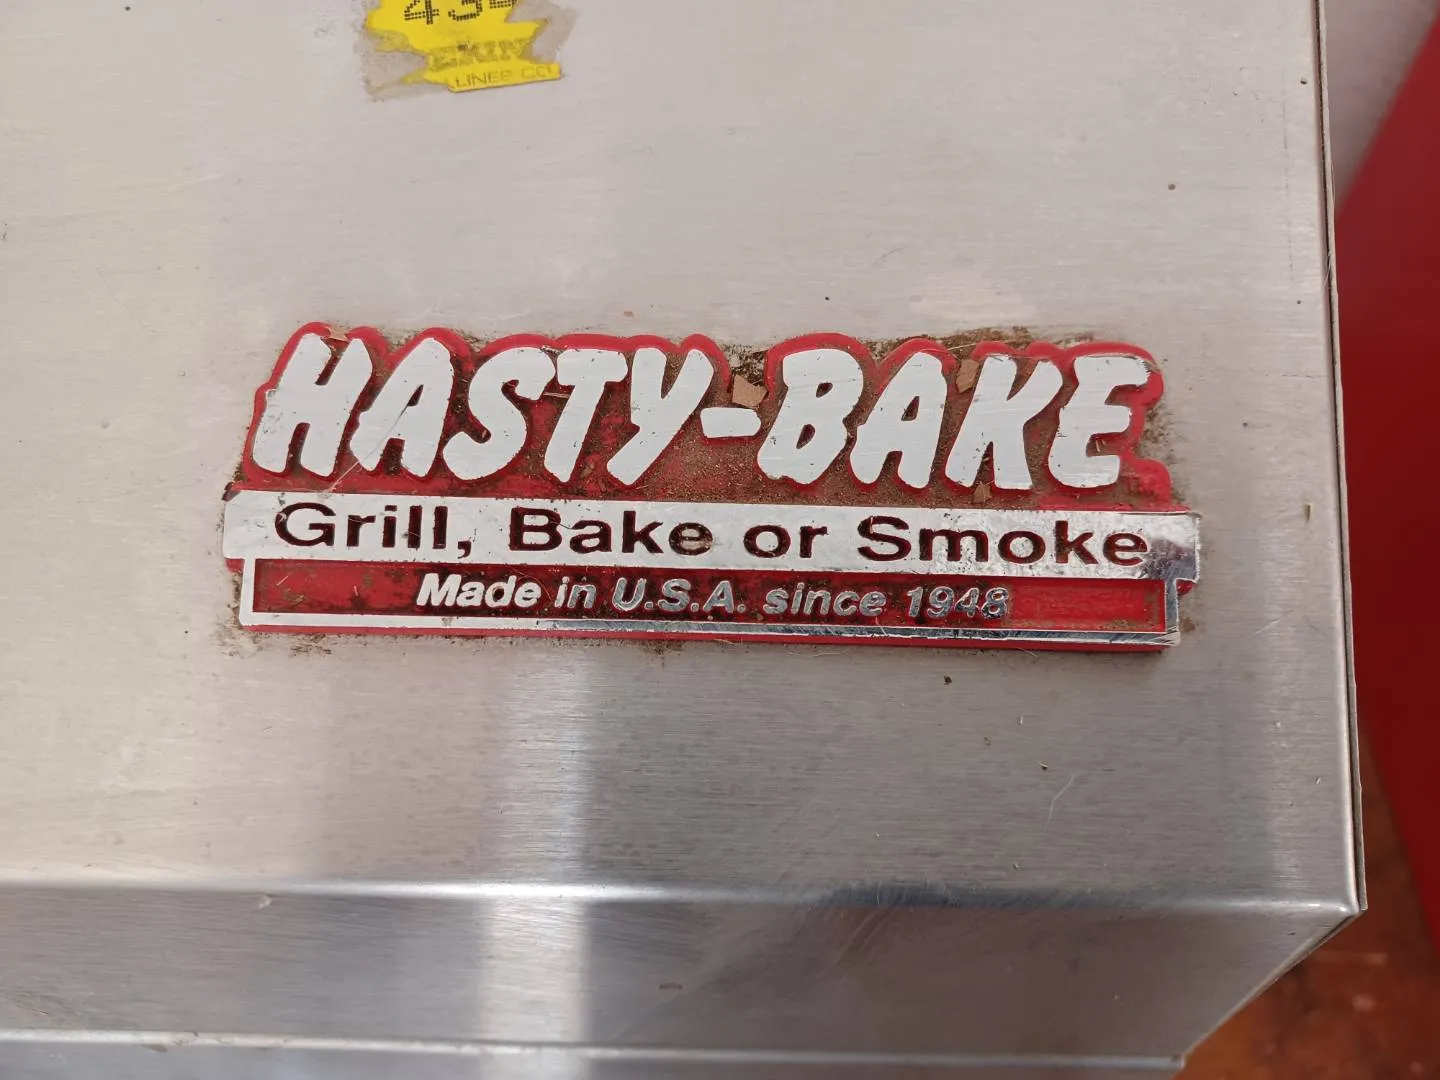 HASTY-BAKE
Grill, Bake or Smoke
Made in U.S.A. since 1948